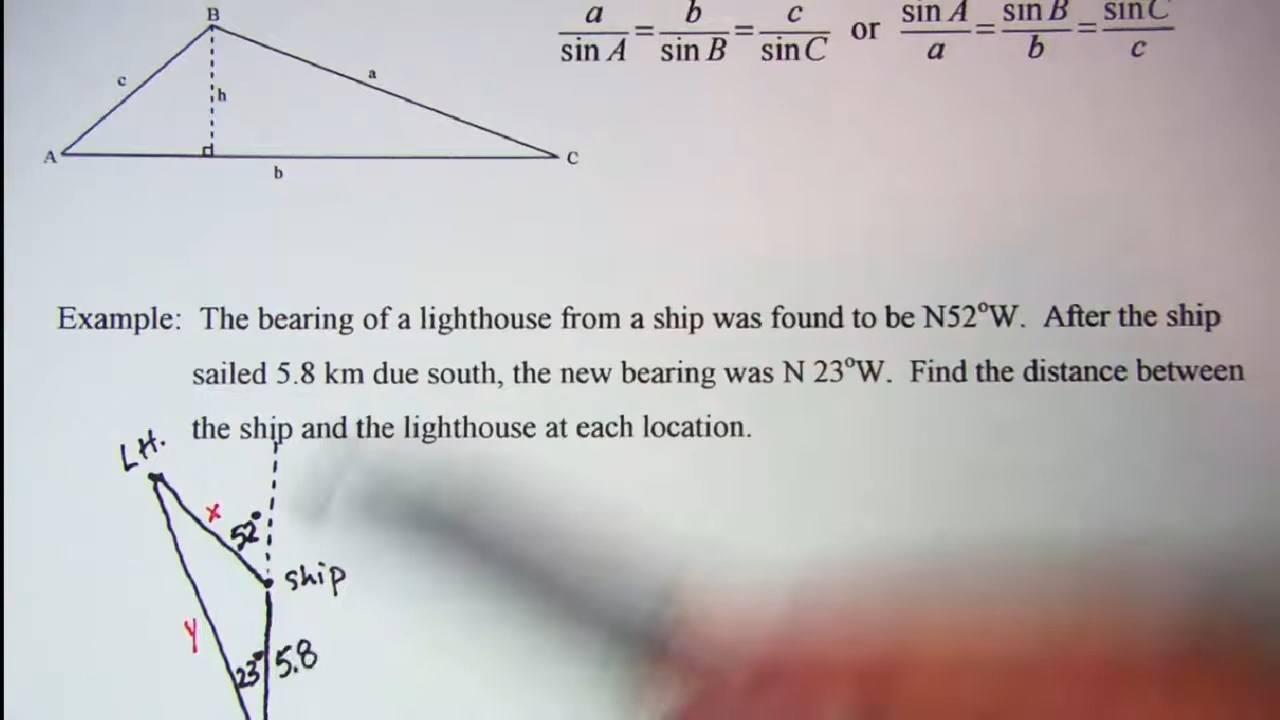 B
a/sin A = b/sin B = c/sin C or sin A/a = sin B/b = sin C/c
c
a
h
A
C
b
Example: The bearing of a lighthouse from a ship was found to be N52°W. After the ship
sailed 5.8 km due south, the new bearing was N 23°W. Find the distance between
the ship and the lighthouse at each location.
LH.
x
52°
ship
y
23°
5.8